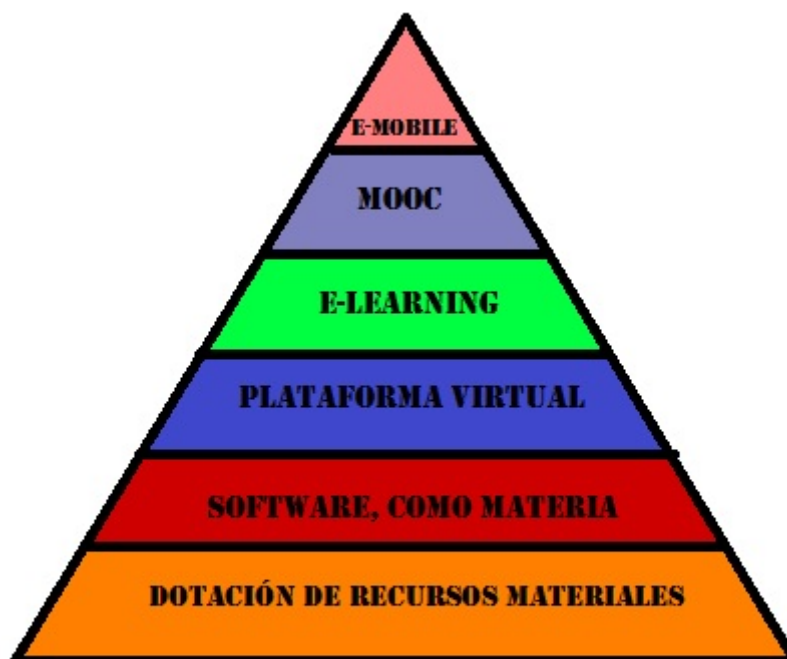 E-MOBILE
MOOC
E-LEARNING
PLATAFORMA VIRTUAL
SOFTWARE, COMO MATERIA
DOTACIÓN DE RECURSOS MATERIALES